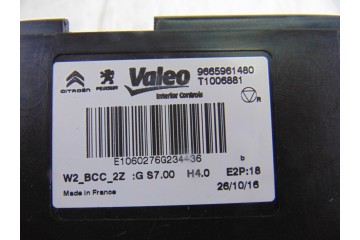 CITROËN PEUGEOT Valeo 9665961480
T1006881
Interior Controls
R
E1060276G234436
b
W2_BCC_2Z :G S7.00 H4.0 E2P:18
Made in France 26/10/16